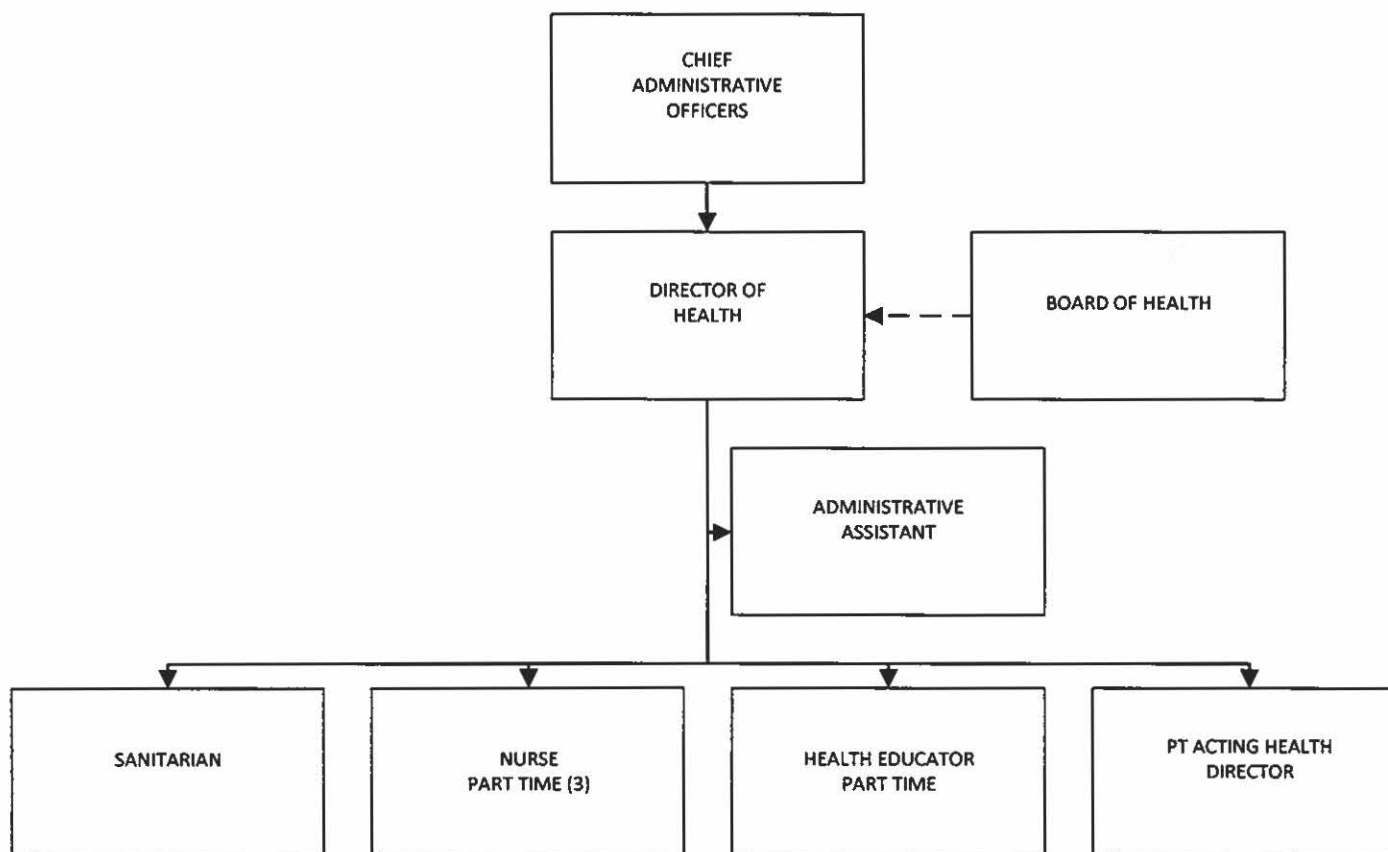 CHIEF
ADMINISTRATIVE
OFFICERS
DIRECTOR OF
HEALTH
BOARD OF HEALTH
ADMINISTRATIVE
ASSISTANT
SANITARIAN
NURSE
PART TIME (3)
HEALTH EDUCATOR
PART TIME
PT ACTING HEALTH
DIRECTOR